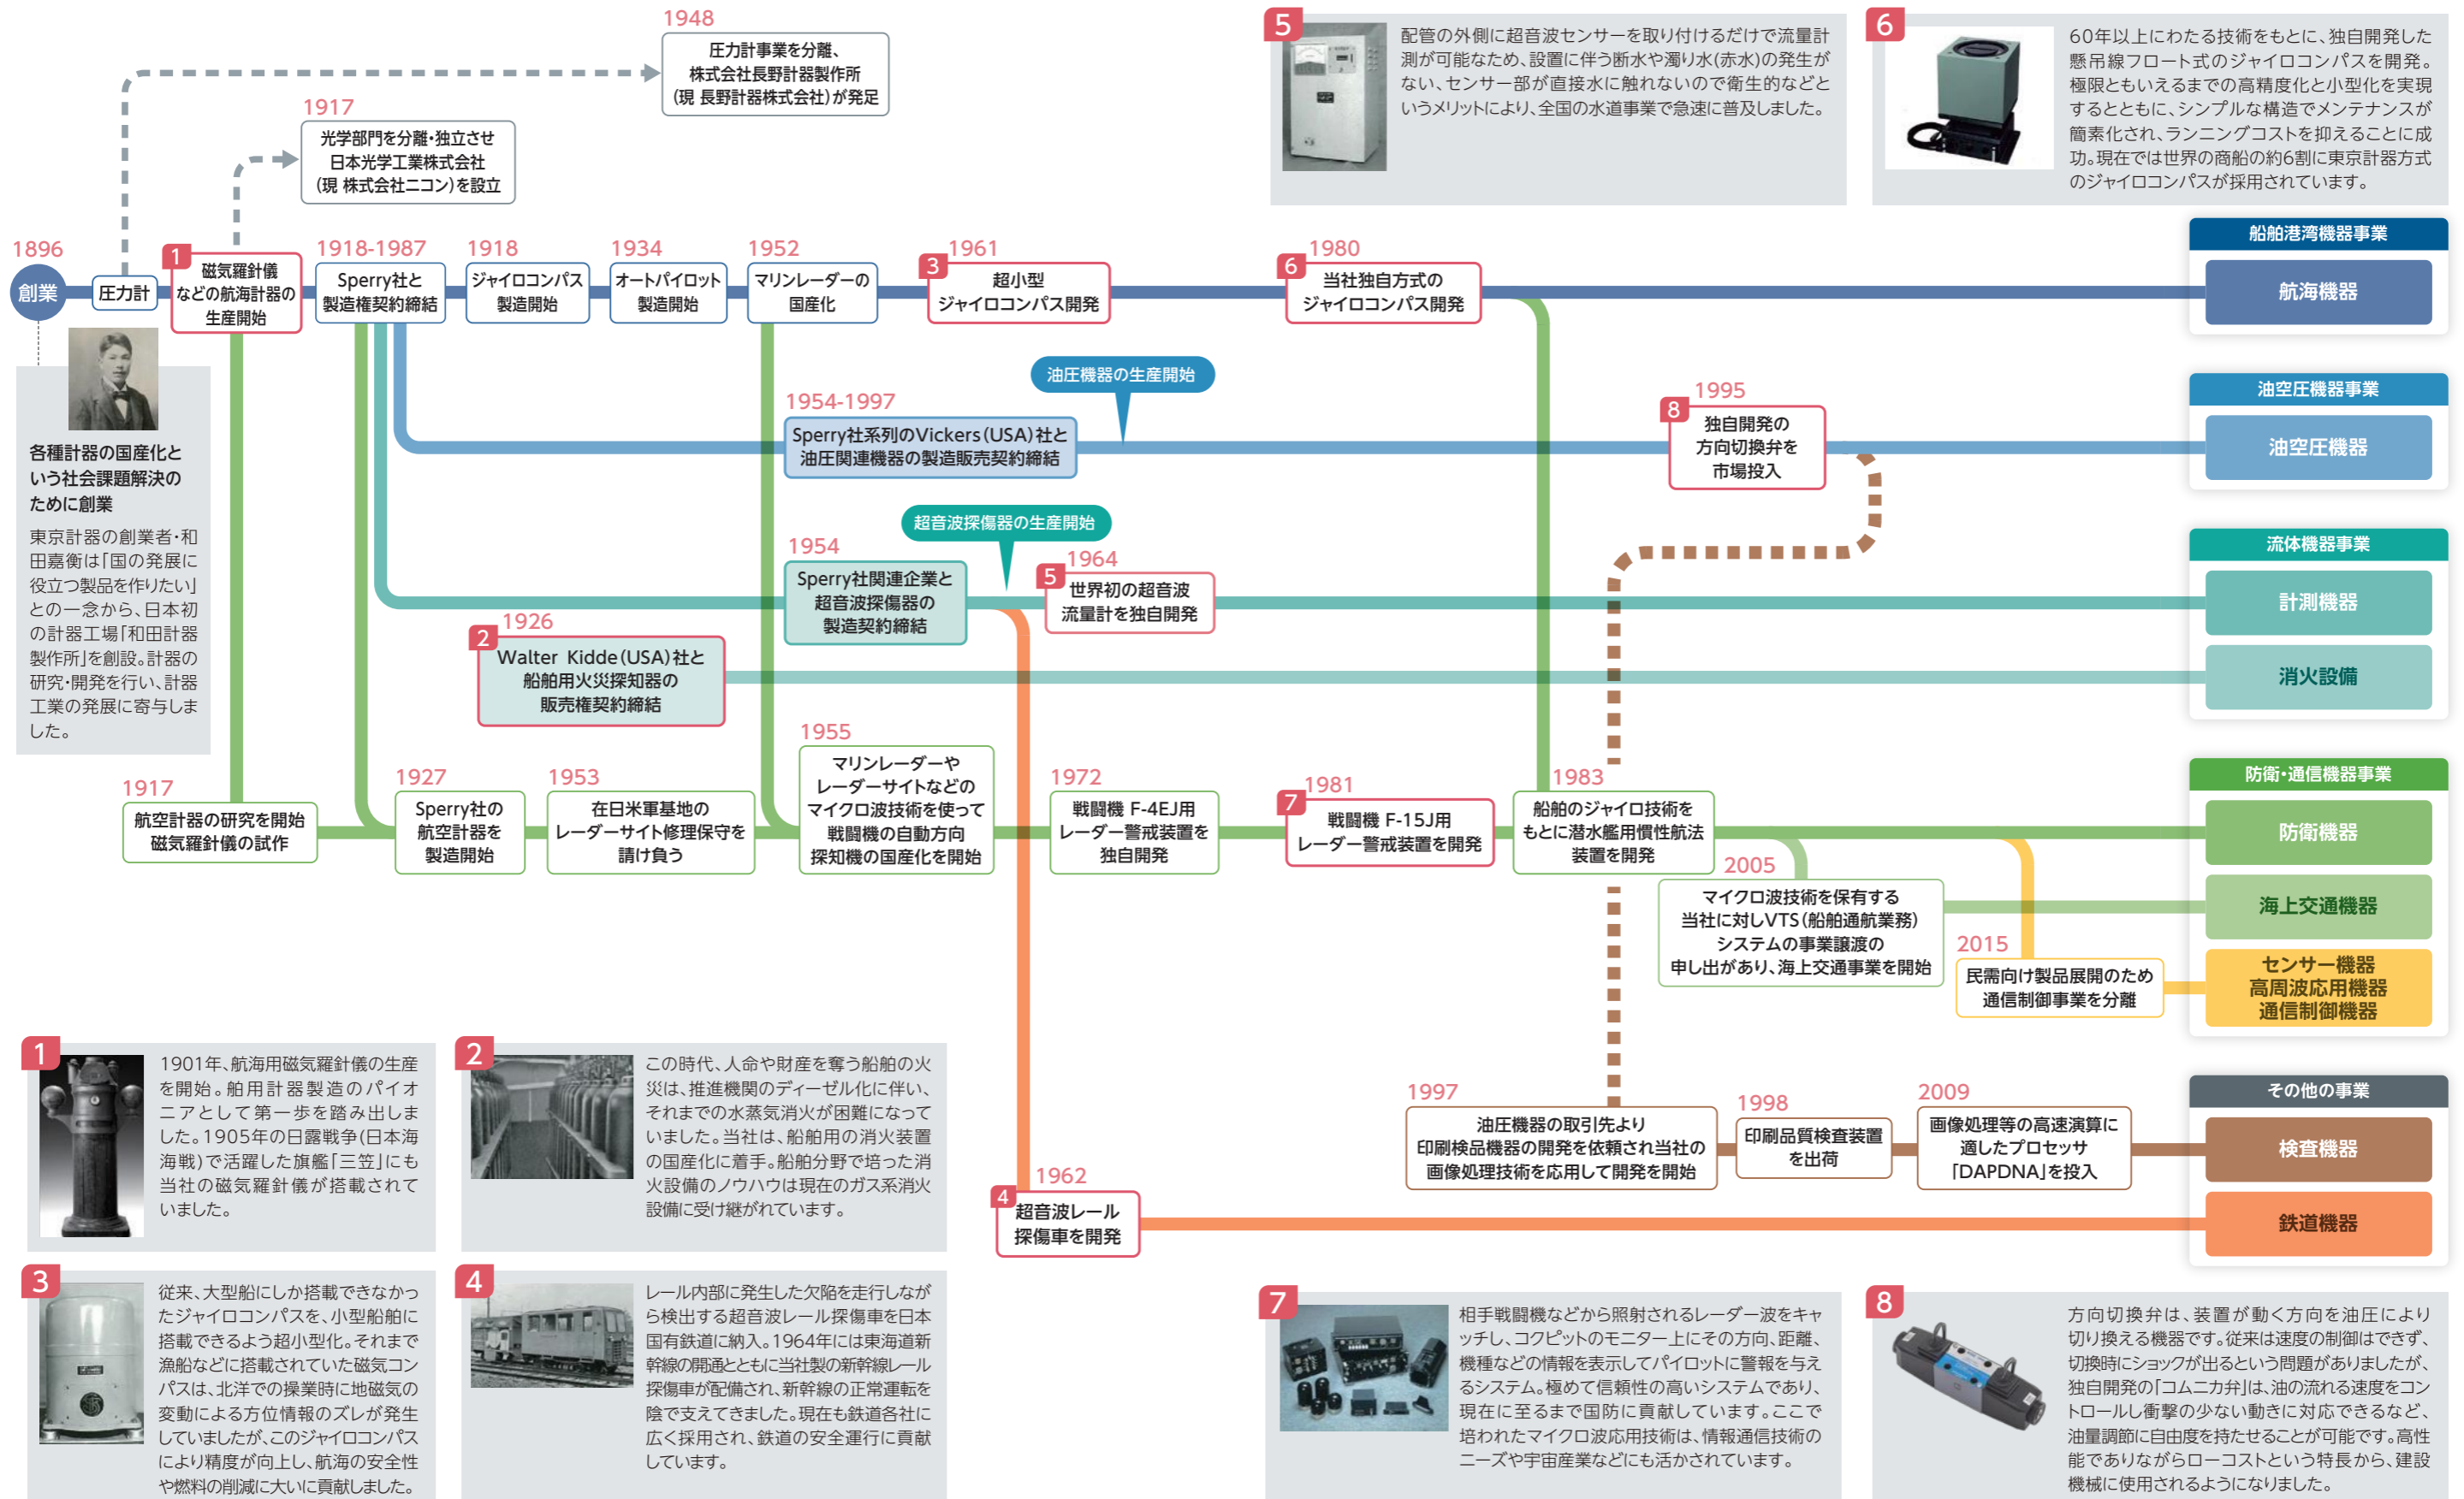 1948
圧力計事業を分離、
株式会社長野計器製作所
(現 長野計器株式会社)が発足
1917
光学部門を分離・独立させ
日本光学工業株式会社
(現 株式会社ニコン)を設立
5
配管の外側に超音波センサーを取り付けるだけで流量計
測が可能なため、設置に伴う断水や濁り水(赤水)の発生が
ない、センサー部が直接水に触れないので衛生的などと
いうメリットにより、全国の水道事業で急速に普及しました。
6
60年以上にわたる技術をもとに、独自開発した
懸吊線フロート式のジャイロコンパスを開発。
極限ともいえるまでの高精度化と小型化を実現
するとともに、シンプルな構造でメンテナンスが
簡素化され、ランニングコストを抑えることに成
功。現在では世界の商船の約6割に東京計器方式
のジャイロコンパスが採用されています。
1896
創業
圧力計
1
磁気羅針儀
などの航海計器の
生産開始
1918-1987
Sperry社と
製造権契約締結
1918
ジャイロコンパス
製造開始
1934
オートパイロット
製造開始
1952
マリンレーダーの
国産化
1961
3
超小型
ジャイロコンパス開発
1980
6
当社独自方式の
ジャイロコンパス開発
船舶港湾機器事業
航海機器
各種計器の国産化と
いう社会課題解決の
ために創業
東京計器の創業者・和
田嘉衡は「国の発展に
役立つ製品を作りたい」
との一念から、日本初
の計器工場「和田計器
製作所」を創設。計器の
研究・開発を行い、計器
工業の発展に寄与しま
した。
油圧機器の生産開始
1954-1997
Sperry社系列のVickers(USA)社と
油圧関連機器の製造販売契約締結
1995
8
独自開発の
方向切換弁を
市場投入
油空圧機器事業
油空圧機器
超音波探傷器の生産開始
1954
Sperry社関連企業と
超音波探傷器の
製造契約締結
1964
5
世界初の超音波
流量計を独自開発
流体機器事業
計測機器
1926
2
Walter Kidde(USA)社と
船舶用火災探知器の
販売権契約締結
消火設備
1917
航空計器の研究を開始
磁気羅針儀の試作
1927
Sperry社の
航空計器を
製造開始
1953
在日米軍基地の
レーダーサイト修理保守を
請け負う
1955
マリンレーダーや
レーダーサイトなどの
マイクロ波技術を使って
戦闘機の自動方向
探知機の国産化を開始
1972
戦闘機 F-4EJ用
レーダー警戒装置を
独自開発
1981
7
戦闘機 F-15J用
レーダー警戒装置を開発
1983
船舶のジャイロ技術を
もとに潜水艦用慣性航法
装置を開発
防衛・通信機器事業
防衛機器
2005
マイクロ波技術を保有する
当社に対しVTS(船舶通航業務)
システムの事業譲渡の
申し出があり、海上交通事業を開始
海上交通機器
2015
民需向け製品展開のため
通信制御事業を分離
センサー機器
高周波応用機器
通信制御機器
1
1901年、航海用磁気羅針儀の生産
を開始。舶用計器製造のパイオ
ニアとして第一歩を踏み出しま
した。1905年の日露戦争(日本海
海戦)で活躍した旗艦「三笠」にも
当社の磁気羅針儀が搭載されて
いました。
2
この時代、人命や財産を奪う船舶の火
災は、推進機関のディーゼル化に伴い、
それまでの水蒸気消火が困難になって
いました。当社は、船舶用の消火装置
の国産化に着手。船舶分野で培った消
火設備のノウハウは現在のガス系消火
設備に受け継がれています。
1997
油圧機器の取引先より
印刷検品機器の開発を依頼され当社の
画像処理技術を応用して開発を開始
1998
印刷品質検査装置
を出荷
2009
画像処理等の高速演算に
適したプロセッサ
「DAPDNA」を投入
その他の事業
検査機器
1962
4
超音波レール
探傷車を開発
鉄道機器
3
従来、大型船にしか搭載できなかっ
たジャイロコンパスを、小型船舶に
搭載できるよう超小型化。それまで
漁船などに搭載されていた磁気コン
パスは、北洋での操業時に地磁気の
変動による方位情報のズレが発生
していましたが、このジャイロコンパス
により精度が向上し、航海の安全性
や燃料の削減に大いに貢献しました。
4
レール内部に発生した欠陥を走行しなが
ら検出する超音波レール探傷車を日本
国有鉄道に納入。1964年には東海道新
幹線の開通とともに当社製の新幹線レール
探傷車が配備され、新幹線の正常運転を
陰で支えてきました。現在も鉄道各社に
広く採用され、鉄道の安全運行に貢献
しています。
7
相手戦闘機などから照射されるレーダー波をキャ
ッチし、コクピットのモニター上にその方向、距離、
機種などの情報を表示してパイロットに警報を与え
るシステム。極めて信頼性の高いシステムであり、
現在に至るまで国防に貢献しています。ここで
培われたマイクロ波応用技術は、情報通信技術の
ニーズや宇宙産業などにも活かされています。
8
方向切換弁は、装置が動く方向を油圧により
切り換える機器です。従来は速度の制御はできず、
切換時にショックが出るという問題がありましたが、
独自開発の「コムニカ弁」は、油の流れる速度をコン
トロールし衝撃の少ない動きに対応できるなど、
油量調節に自由度を持たせることが可能です。高性
能でありながらローコストという特長から、建設
機械に使用されるようになりました。